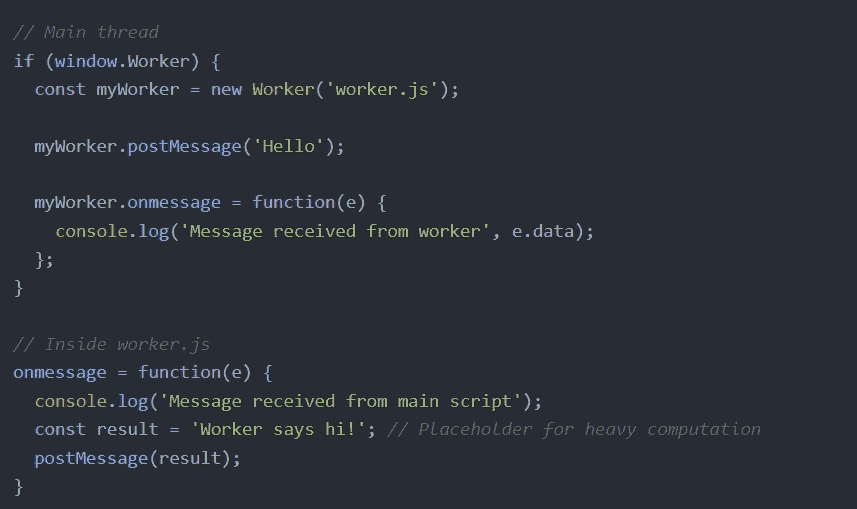 // Main thread
if (window.Worker) {
  const myWorker = new Worker('worker.js');
  myWorker.postMessage('Hello');
  myWorker.onmessage = function(e) {
    console.log('Message received from worker', e.data);
  };
}
// Inside worker.js
onmessage = function(e) {
  console.log('Message received from main script');
  const result = 'Worker says hi!'; // Placeholder for heavy computation
  postMessage(result);
}